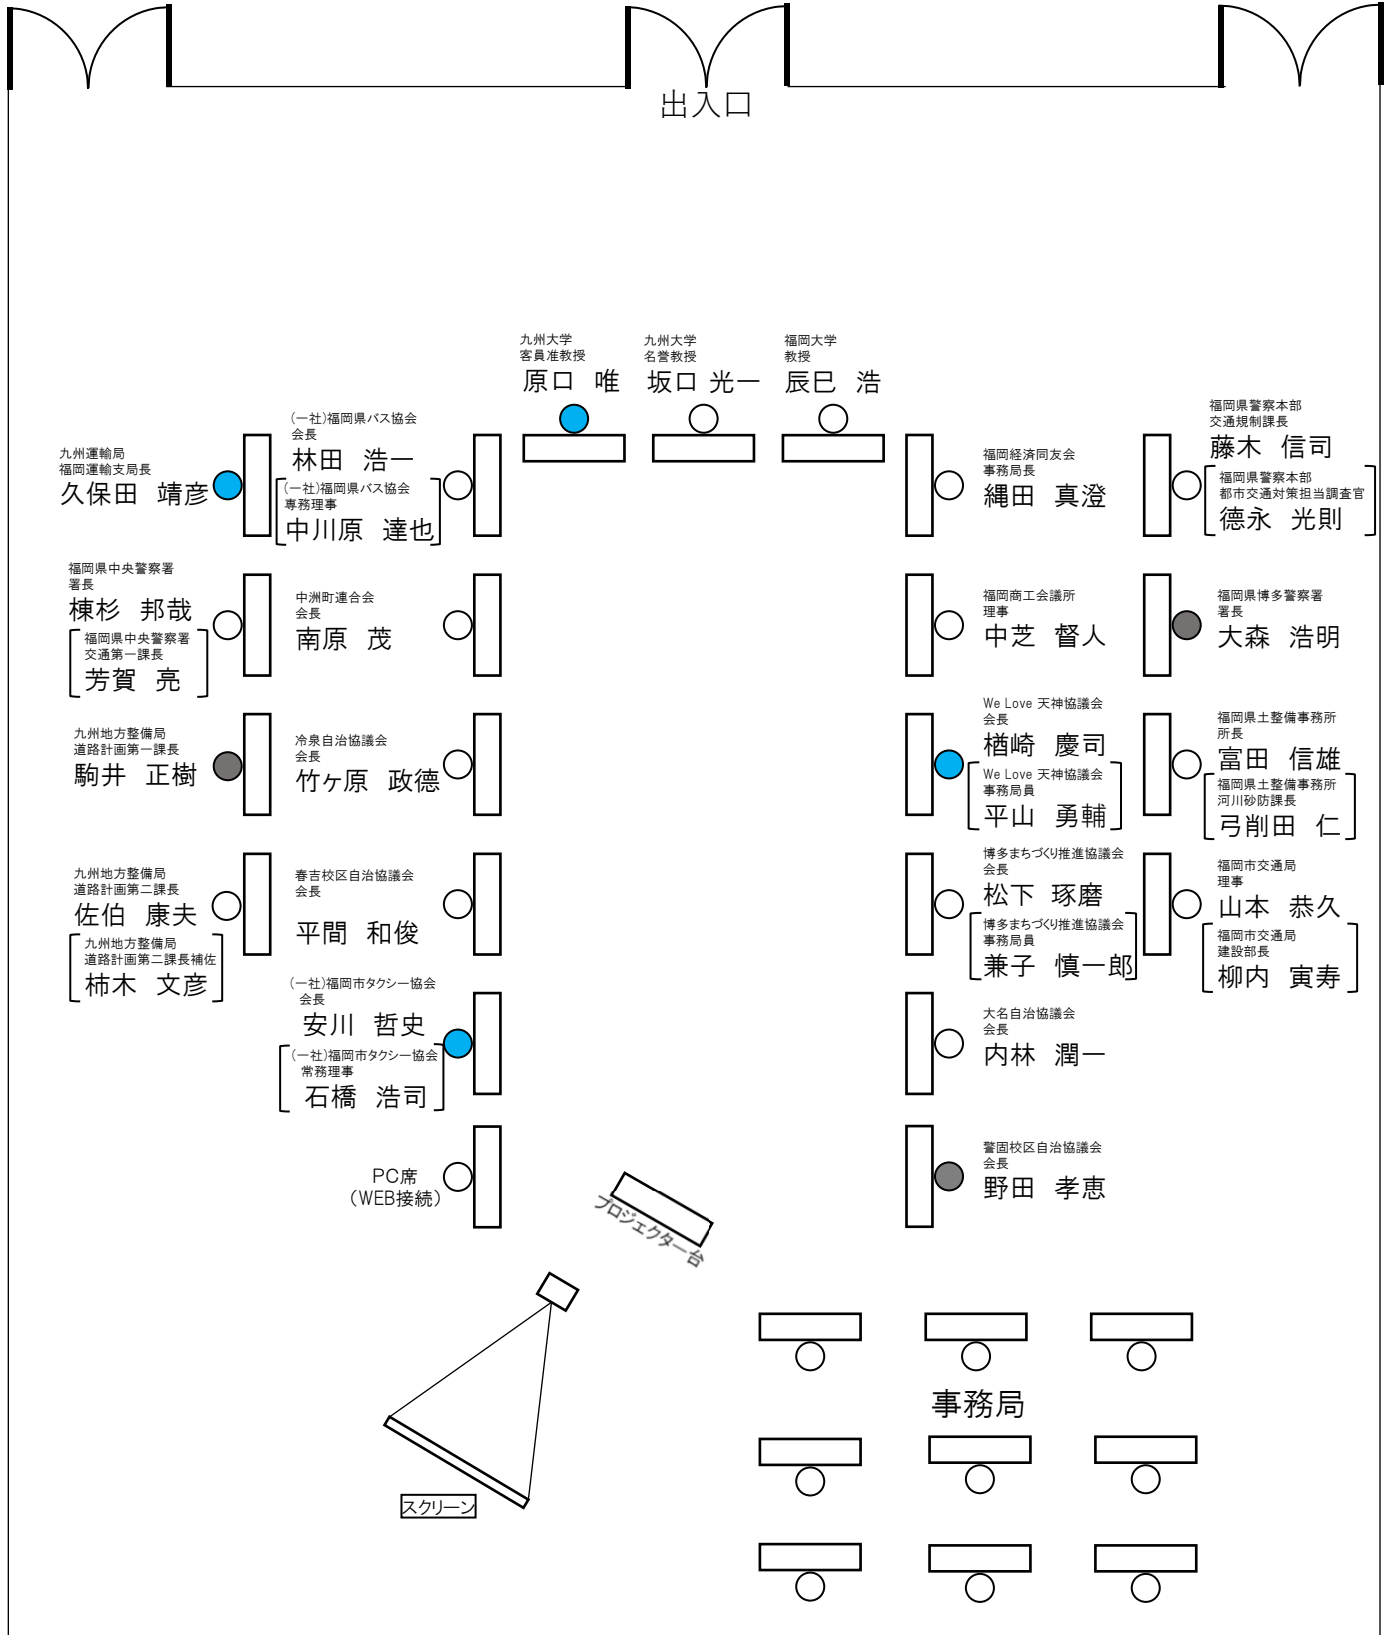 出入口
九州大学
客員准教授
原口 唯
九州大学
名誉教授
坂口 光一
福岡大学
教授
辰巳 浩
九州運輸局
福岡運輸支局長
久保田 靖彦
福岡県中央警察署
署長
棟杉 邦哉
福岡県中央警察署
交通第一課長
芳賀 亮
九州地方整備局
道路計画第一課長
駒井 正樹
九州地方整備局
道路計画第二課長
佐伯 康夫
九州地方整備局
道路計画第二課長補佐
柿木 文彦
(一社)福岡県バス協会
会長
林田 浩一
(一社)福岡県バス協会
専務理事
中川原 達也
中洲町連合会
会長
南原 茂
冷泉自治協議会
会長
竹ヶ原 政徳
春吉校区自治協議会
会長
平間 和俊
(一社)福岡市タクシー協会
会長
安川 哲史
(一社)福岡市タクシー協会
常務理事
石橋 浩司
PC席
(WEB接続)
福岡経済同友会
事務局長
縄田 真澄
福岡商工会議所
理事
中芝 督人
We Love 天神協議会
会長
楢崎 慶司
We Love 天神協議会
事務局員
平山 勇輔
博多まちづくり推進協議会
会長
松下 琢磨
博多まちづくり推進協議会
事務局員
兼子 慎一郎
大名自治協議会
会長
内林 潤一
警固校区自治協議会
会長
野田 孝恵
福岡県警察本部
交通規制課長
藤木 信司
福岡県警察本部
都市交通対策担当調査官
德永 光則
福岡県博多警察署
署長
大森 浩明
福岡県土整備事務所
所長
富田 信雄
福岡県土整備事務所
河川砂防課長
弓削田 仁
福岡市交通局
理事
山本 恭久
福岡市交通局
建設部長
柳内 寅寿
プロジェクター台
スクリーン
事務局